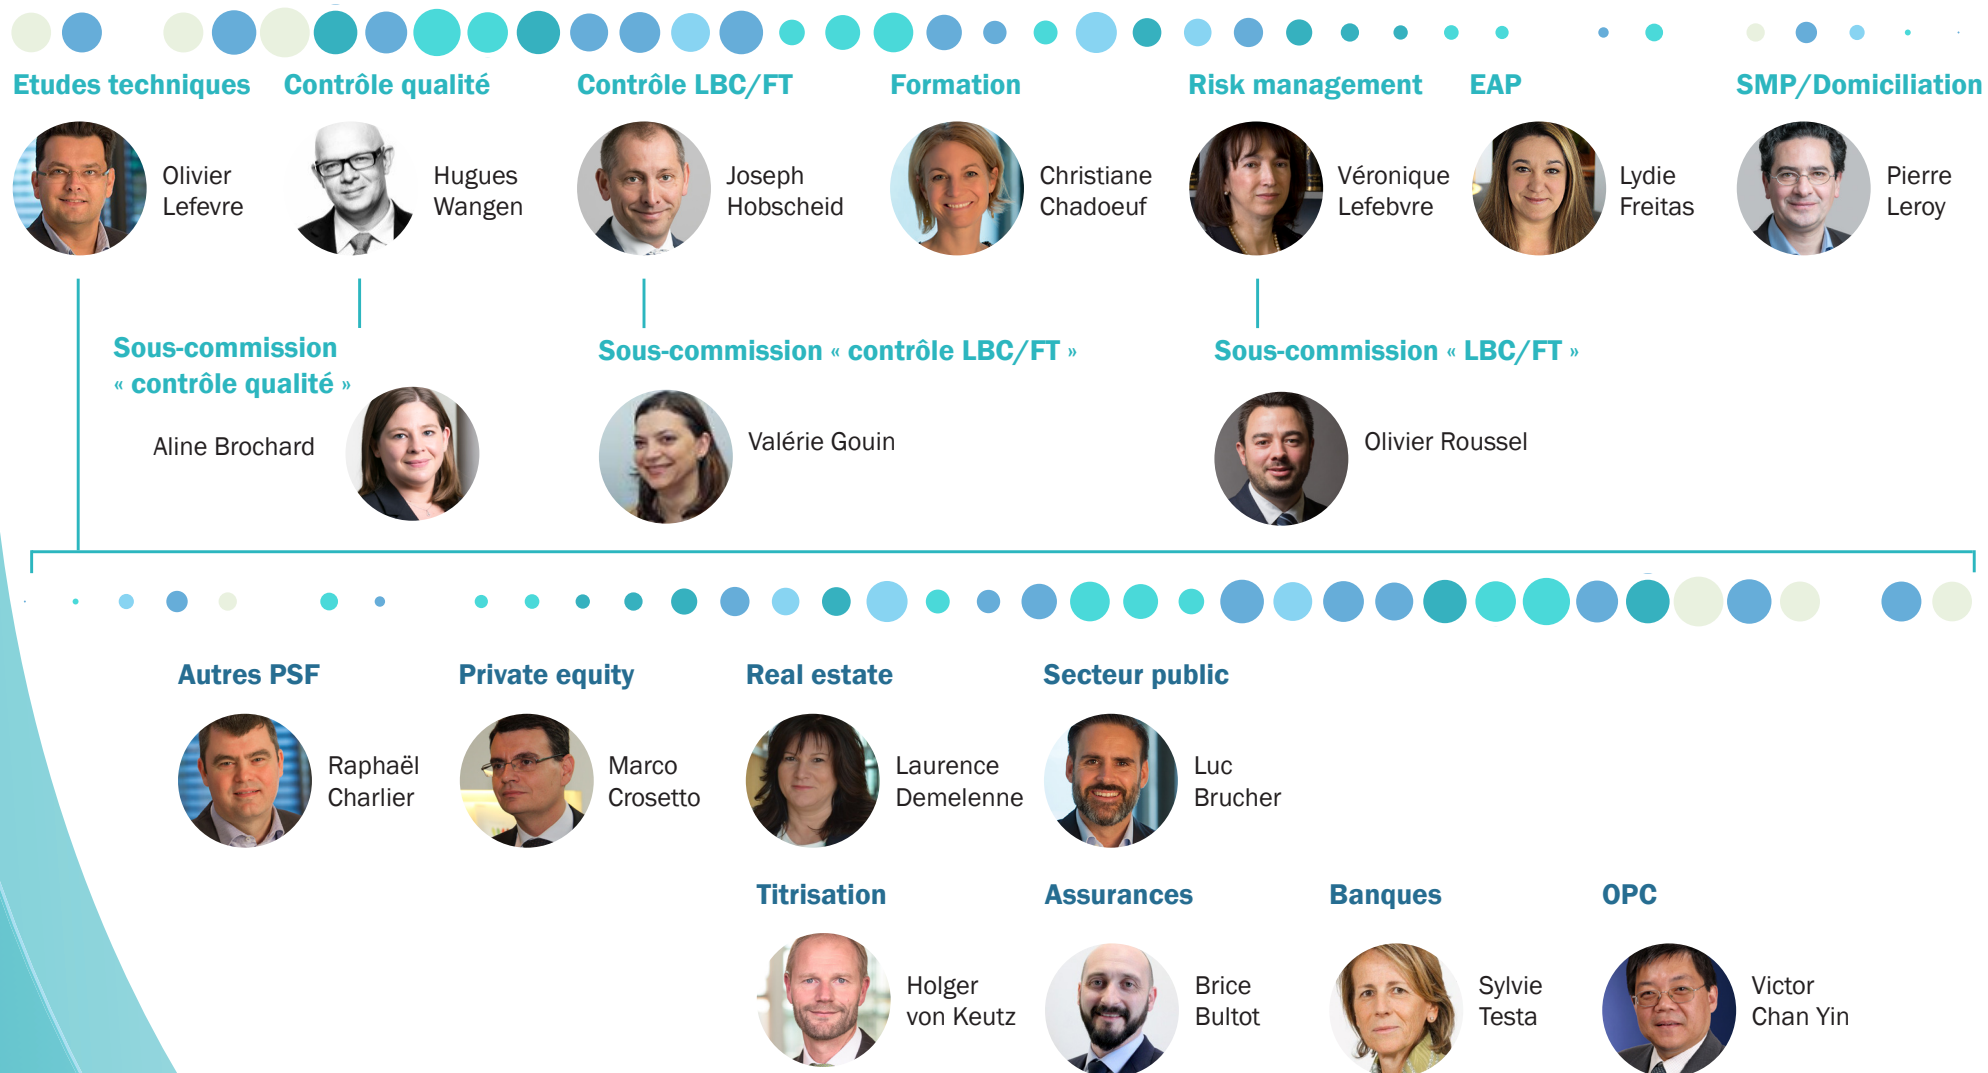 Etudes techniques
Contrôle qualité
Contrôle LBC/FT
Formation
Risk management
EAP
SMP/Domiciliation
Olivier
Lefevre
Hugues
Wangen
Joseph
Hobscheid
Christiane
Chadoeuf
Véronique
Lefebvre
Lydie
Freitas
Pierre
Leroy
Sous-commission
« contrôle qualité »
Aline Brochard
Sous-commission « contrôle LBC/FT »
Valérie Gouin
Sous-commission « LBC/FT »
Olivier Roussel
Autres PSF
Private equity
Real estate
Secteur public
Raphaël
Charlier
Marco
Crosetto
Laurence
Demelenne
Luc
Brucher
Titrisation
Assurances
Banques
OPC
Holger
von Keutz
Brice
Bultot
Sylvie
Testa
Victor
Chan Yin